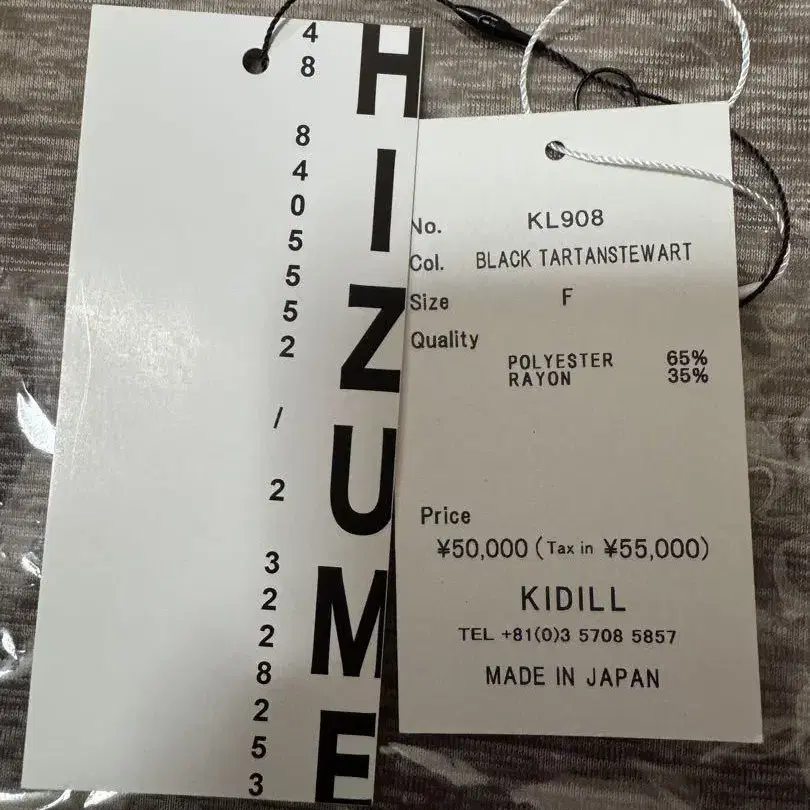 HIZUME
48 8405552 / 2 3228253
No. KL908
Col. BLACK TARTANSTEWART
Size F
Quality
POLYESTER 65%
RAYON 35%
Price
¥50,000 (Tax in ¥55,000)
KIDILL
TEL +81(0)3 5708 5857
MADE IN JAPAN